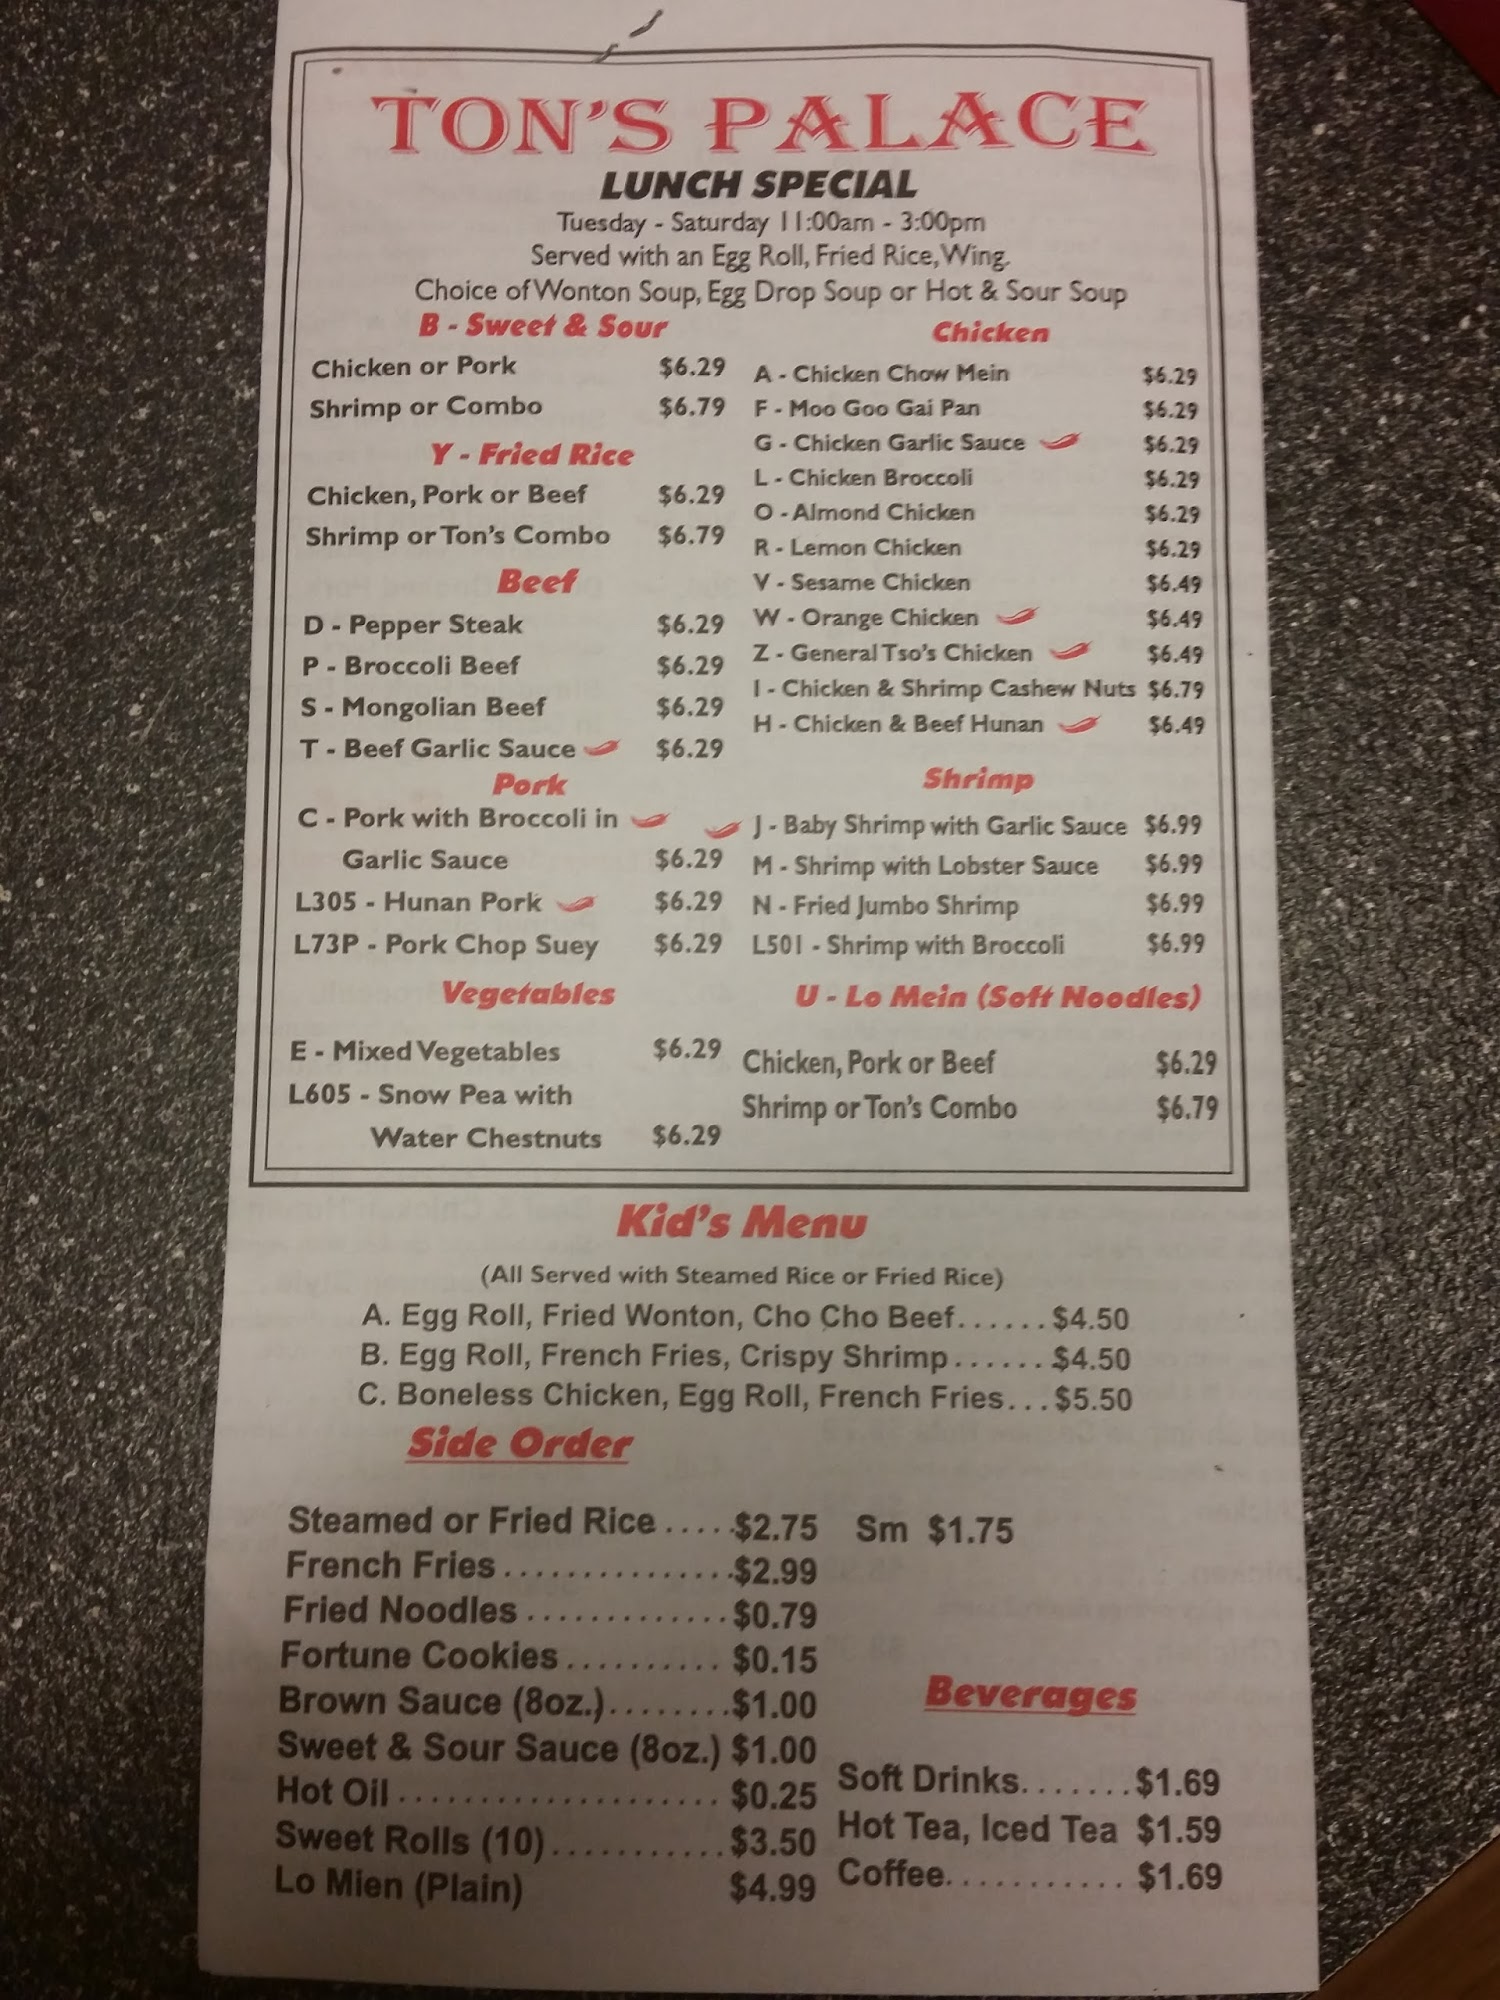 TON'S PALACE
LUNCH SPECIAL
Tuesday - Saturday 11:00am - 3:00pm
Served with an Egg Roll, Fried Rice, Wing.
Choice of Wonton Soup, Egg Drop Soup or Hot & Sour Soup
B - Sweet & Sour
Chicken or Pork $6.29
Shrimp or Combo $6.79
Y - Fried Rice
Chicken, Pork or Beef $6.29
Shrimp or Ton's Combo $6.79
Beef
D - Pepper Steak $6.29
P - Broccoli Beef $6.29
S - Mongolian Beef $6.29
T - Beef Garlic Sauce $6.29
Pork
C - Pork with Broccoli in
Garlic Sauce $6.29
L305 - Hunan Pork $6.29
L73P - Pork Chop Suey $6.29
Vegetables
E - Mixed Vegetables $6.29
L605 - Snow Pea with
Water Chestnuts $6.29
Chicken
A - Chicken Chow Mein $6.29
F - Moo Goo Gai Pan $6.29
G - Chicken Garlic Sauce $6.29
L - Chicken Broccoli $6.29
O - Almond Chicken $6.29
R - Lemon Chicken $6.29
V - Sesame Chicken $6.49
W - Orange Chicken $6.49
Z - General Tso's Chicken $6.49
I - Chicken & Shrimp Cashew Nuts $6.79
H - Chicken & Beef Hunan $6.49
Shrimp
J - Baby Shrimp with Garlic Sauce $6.99
M - Shrimp with Lobster Sauce $6.99
N - Fried Jumbo Shrimp $6.99
L501 - Shrimp with Broccoli $6.99
U - Lo Mein (Soft Noodles)
Chicken, Pork or Beef $6.29
Shrimp or Ton's Combo $6.79
Kid's Menu
(All Served with Steamed Rice or Fried Rice)
A. Egg Roll, Fried Wonton, Cho Cho Beef......$4.50
B. Egg Roll, French Fries, Crispy Shrimp......$4.50
C. Boneless Chicken, Egg Roll, French Fries...$5.50
Side Order
Steamed or Fried Rice.....$2.75 Sm $1.75
French Fries...............$2.99
Fried Noodles.............$0.79
Fortune Cookies..........$0.15
Brown Sauce (8oz.)........$1.00
Sweet & Sour Sauce (8oz.) $1.00
Hot Oil....................$0.25
Sweet Rolls (10)...........$3.50
Lo Mien (Plain) $4.99
Beverages
Soft Drinks.......$1.69
Hot Tea, Iced Tea $1.59
Coffee...........$1.69